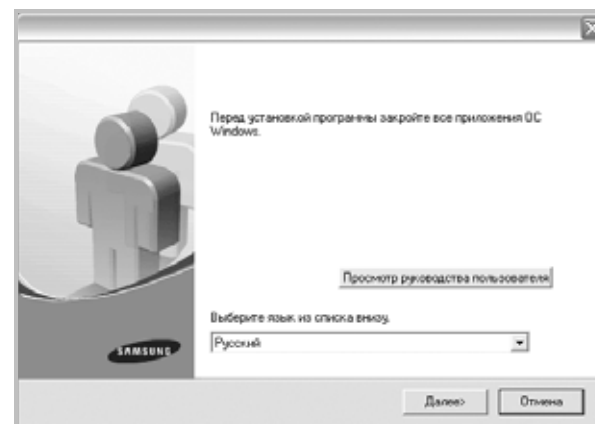 Перед установкой программы закройте все приложения ОС
Windows.
Просмотр руководства пользователя
Выберите язык из списка внизу.
Русский
SAMSUNG
Далее>
Отмена